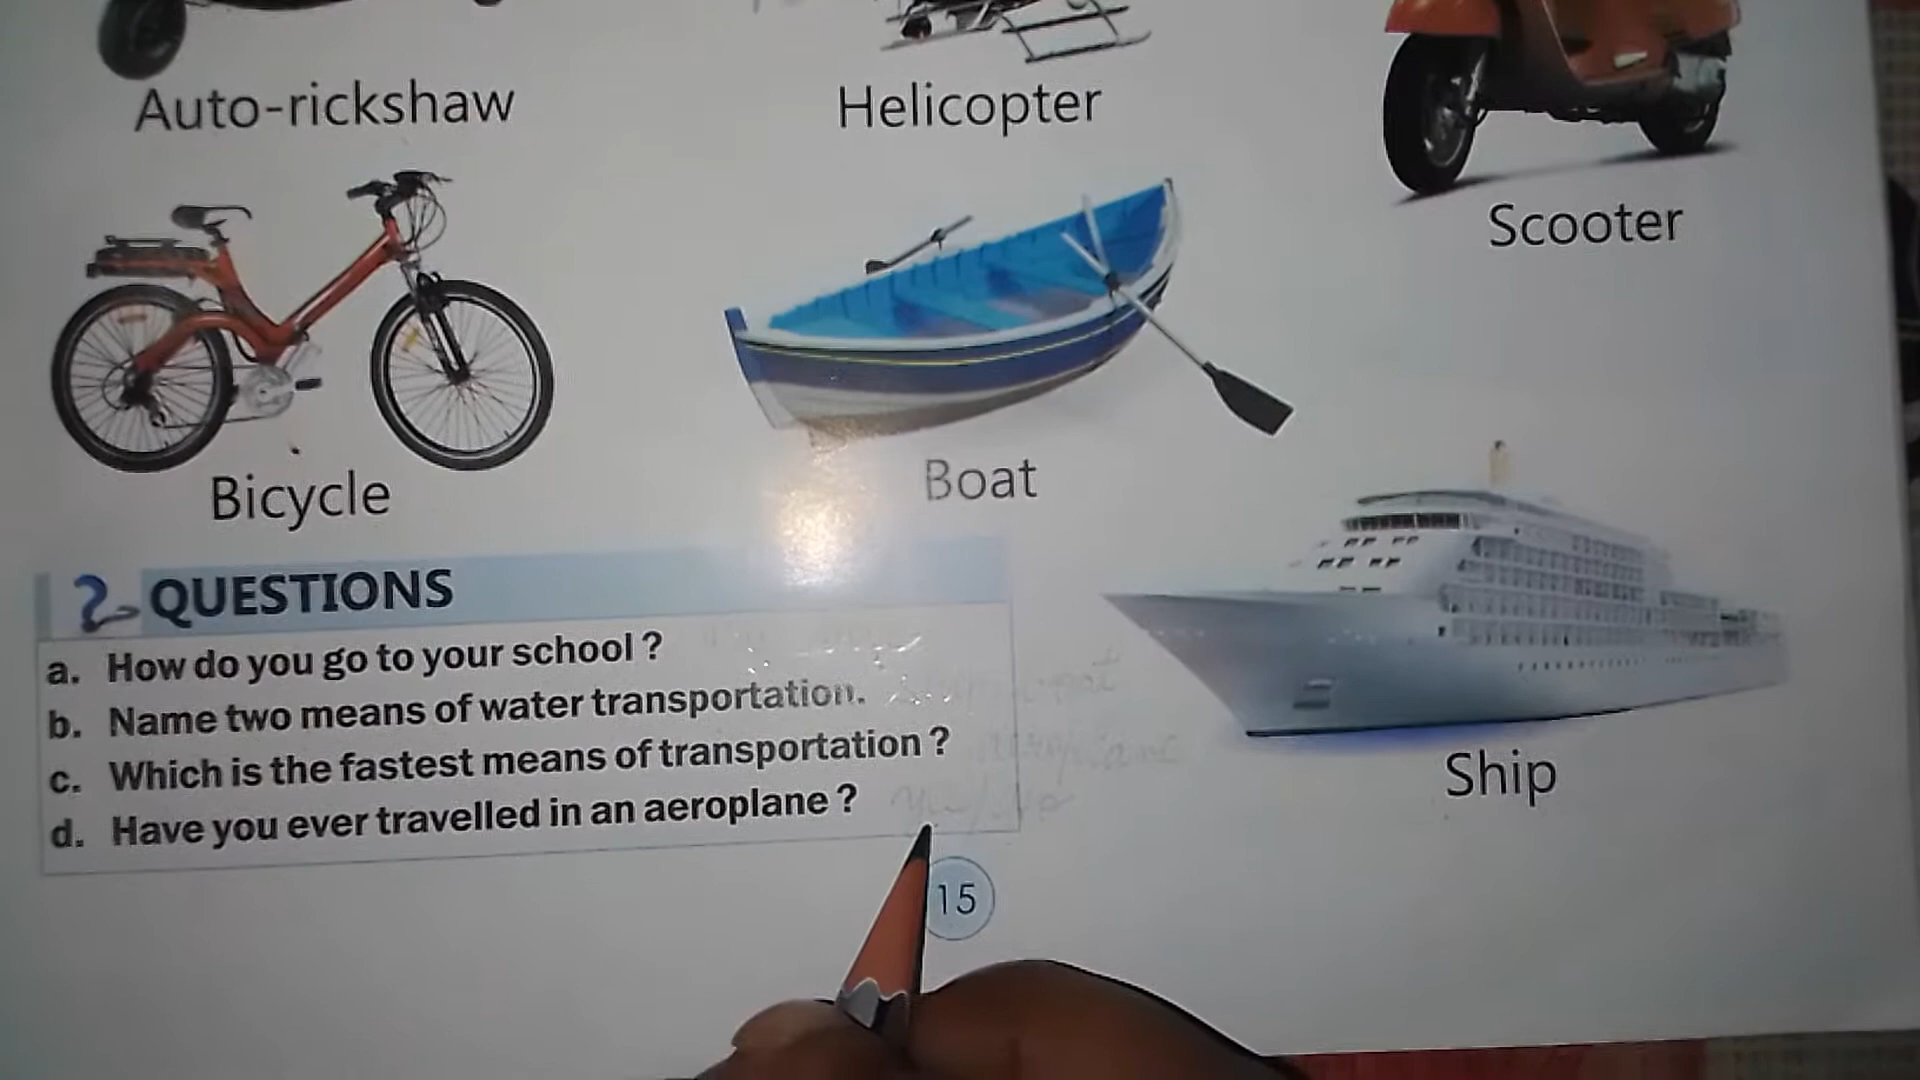 Auto-rickshaw
Helicopter
Scooter
Bicycle
Boat
QUESTIONS
a. How do you go to your school ?
b. Name two means of water transportation.
c. Which is the fastest means of transportation ?
d. Have you ever travelled in an aeroplane ?
Ship
15